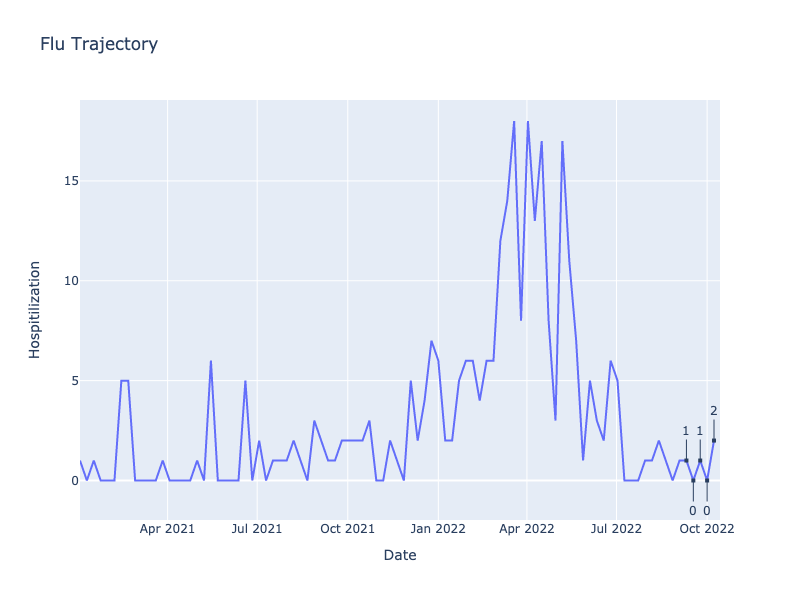 Flu Trajectory
Hospitilization
15
10
5
0
1
0
1
0
2
Apr 2021
Jul 2021
Oct 2021
Jan 2022
Apr 2022
Jul 2022
Oct 2022
Date